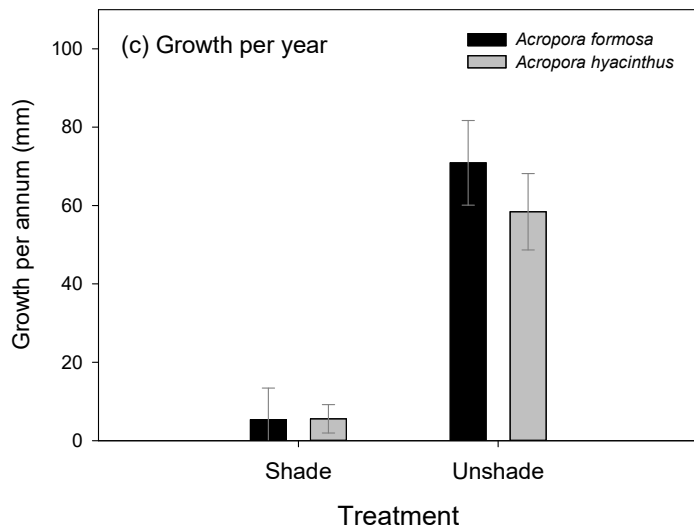 (c) Growth per year
Acropora formosa
Acropora hyacinthus
Growth per annum (mm)
100
80
60
40
20
0
Shade
Unshade
Treatment